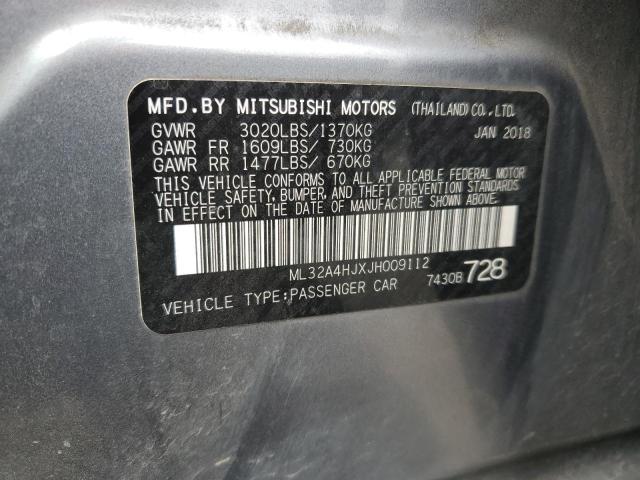 MFD.BY MITSUBISHI MOTORS (THAILAND) CO., LTD.
GVWR 3020LBS/1370KG JAN 2018
GAWR FR 1609LBS/ 730KG
GAWR RR 1477LBS/ 670KG
THIS VEHICLE CONFORMS TO ALL APPLICABLE FEDERAL MOTOR
VEHICLE SAFETY, BUMPER, AND THEFT PREVENTION STANDARDS
IN EFFECT ON THE DATE OF MANUFACTURE SHOWN ABOVE.
ML32A4HJXJH009112
VEHICLE TYPE:PASSENGER CAR 7430B 728